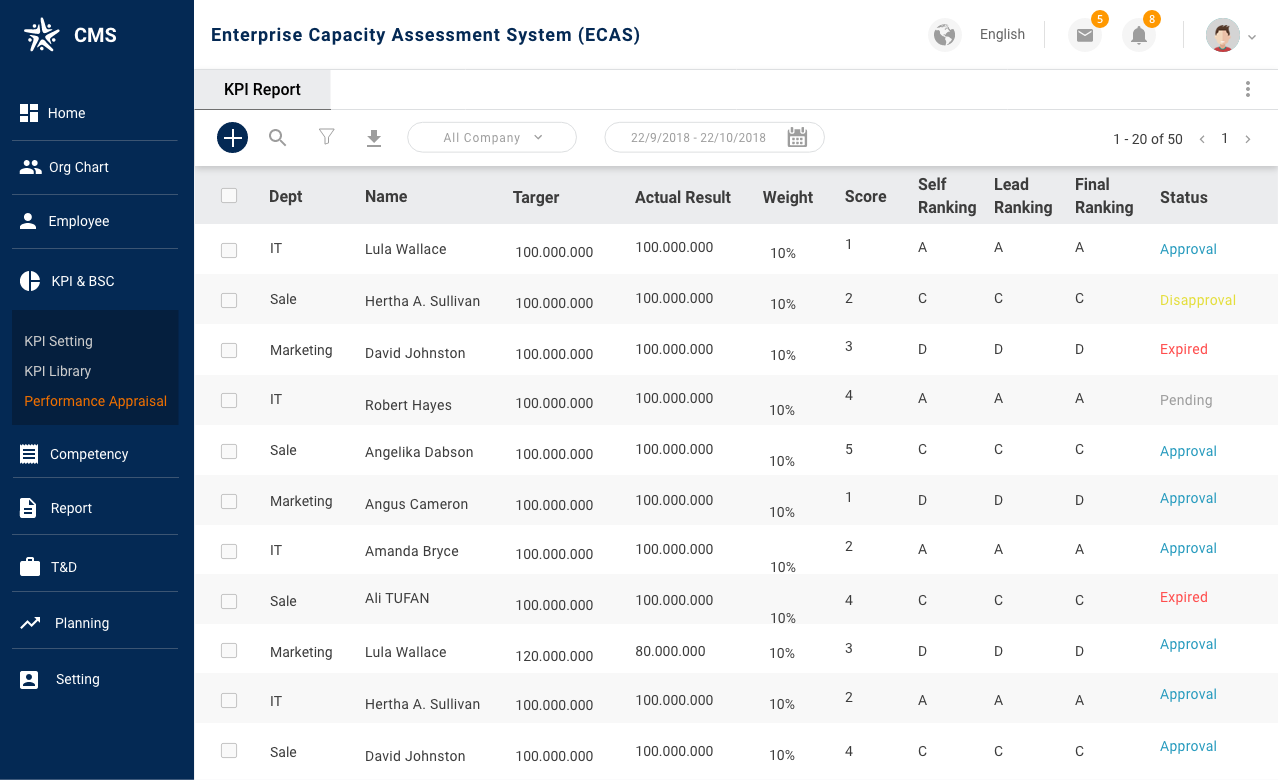 CMS
Enterprise Capacity Assessment System (ECAS)
English
5
8
Home
Org Chart
Employee
KPI & BSC
KPI Setting
KPI Library
Performance Appraisal
Competency
Report
T&D
Planning
Setting
KPI Report
All Company
22/9/2018 - 22/10/2018
1 - 20 of 50
1
Dept Name Targer Actual Result Weight Score Self Ranking Lead Ranking Final Ranking Status
IT Lula Wallace 100.000.000 100.000.000 10% 1 A A A Approval
Sale Hertha A. Sullivan 100.000.000 100.000.000 10% 2 C C C Disapproval
Marketing David Johnston 100.000.000 100.000.000 10% 3 D D D Expired
IT Robert Hayes 100.000.000 100.000.000 10% 4 A A A Pending
Sale Angelika Dabson 100.000.000 100.000.000 10% 5 C C C Approval
Marketing Angus Cameron 100.000.000 100.000.000 10% 1 D D D Approval
IT Amanda Bryce 100.000.000 100.000.000 10% 2 A A A Approval
Sale Ali TUFAN 100.000.000 100.000.000 10% 4 C C C Expired
Marketing Lula Wallace 120.000.000 80.000.000 10% 3 D D D Approval
IT Hertha A. Sullivan 100.000.000 100.000.000 10% 2 A A A Approval
Sale David Johnston 100.000.000 100.000.000 10% 4 C C C Approval